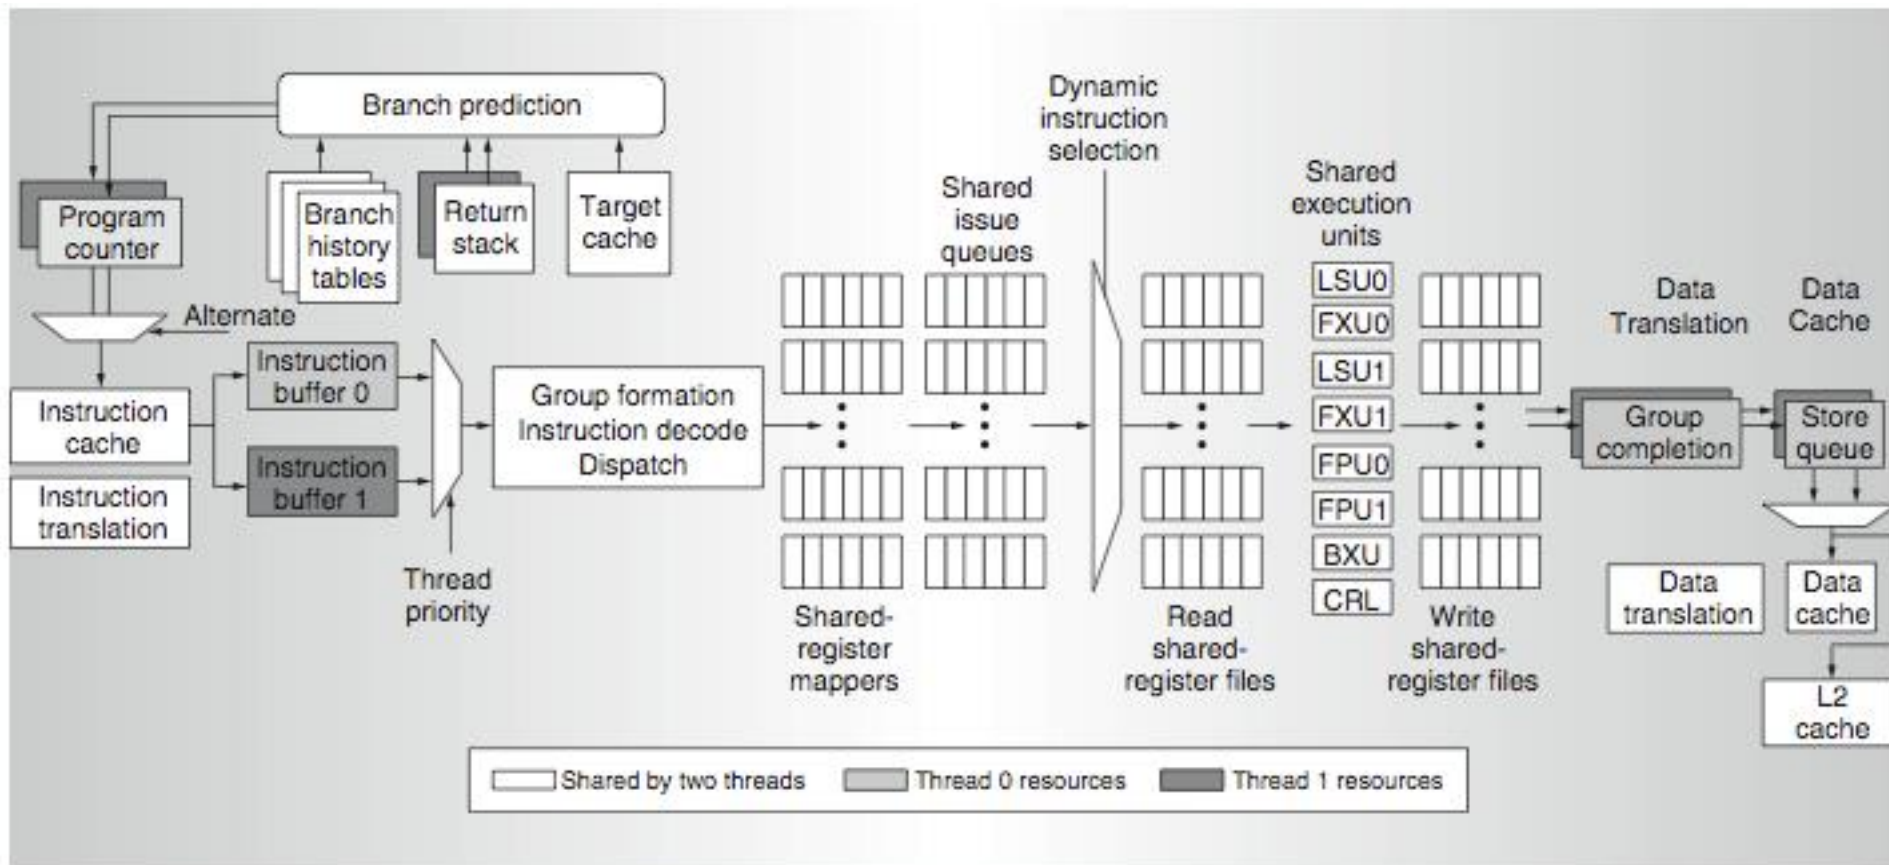 Branch prediction
Program
counter
Branch
history
tables
Return
stack
Target
cache
Alternate
Instruction
cache
Instruction
translation
Instruction
buffer 0
Instruction
buffer 1
Thread
priority
Group formation
Instruction decode
Dispatch
Shared-
register
mappers
Shared
issue
queues
Dynamic
instruction
selection
Read
shared-
register files
Shared
execution
units
LSU0
FXU0
LSU1
FXU1
FPU0
FPU1
BXU
CRL
Write
shared-
register files
Data
Translation
Data
Cache
Group
completion
Store
queue
Data
translation
Data
cache
L2
cache
Shared by two threads
Thread 0 resources
Thread 1 resources